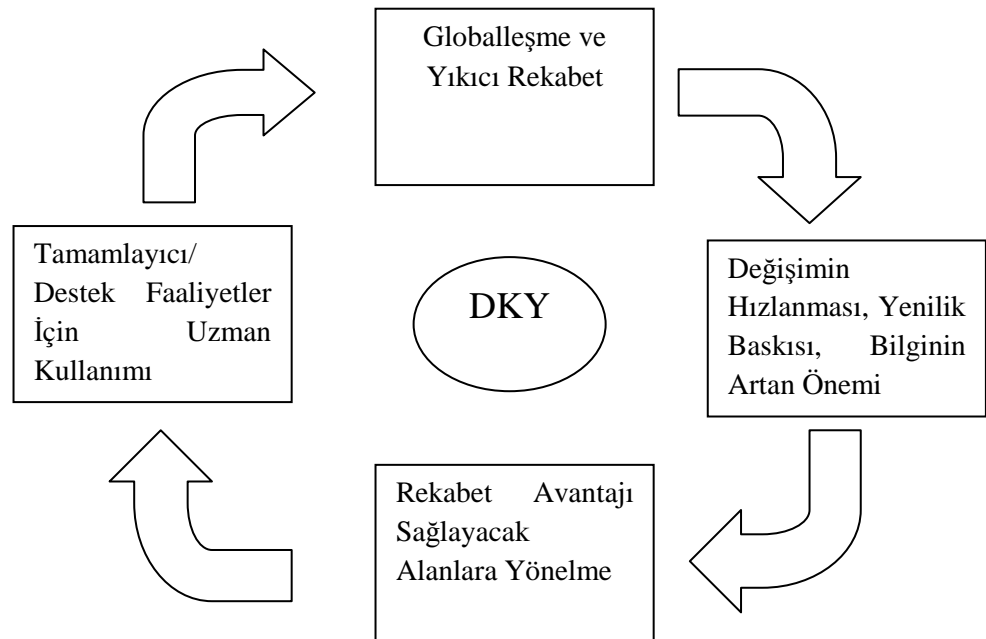 Globalleşme ve
Yıkıcı Rekabet
Tamamlayıcı/
Destek Faaliyetler
İçin Uzman
Kullanımı
DKY
Değişimin
Hızlanması, Yenilik
Baskısı, Bilginin
Artan Önemi
Rekabet Avantajı
Sağlayacak
Alanlara Yönelme